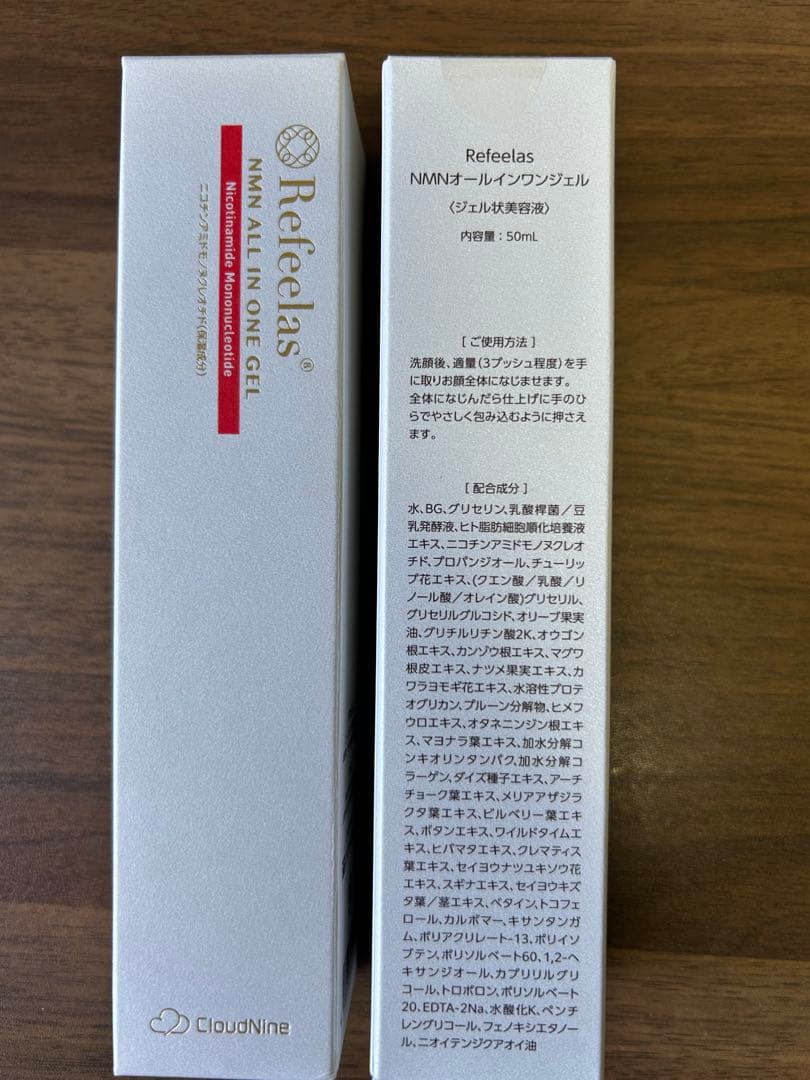 Refeelas®
NMN ALL IN ONE GEL
Nicotinamide Mononucleotide
ニコチンアミドモノヌクレオチド(保湿成分)
CloudNine
Refeelas
NMNオールインワンジェル
〈ジェル状美容液〉
内容量：50mL
[ ご使用方法 ]
洗顔後、適量（3プッシュ程度）を手
に取りお顔全体になじませます。
全体になじんだら仕上げに手のひ
らでやさしく包み込むように押さえ
ます。
[ 配合成分 ]
水、BG、グリセリン、乳酸桿菌／豆
乳発酵液、ヒト脂肪細胞順化培養液
エキス、ニコチンアミドモノヌクレオ
チド、プロパンジオール、チューリッ
プ花エキス、(クエン酸／乳酸／リ
ノール酸／オレイン酸)グリセリル、
グリセリルグルコシド、オリーブ果実
油、グリチルリチン酸2K、オウゴン
根エキス、カンゾウ根エキス、マグワ
根皮エキス、ナツメ果実エキス、カ
ワラヨモギ花エキス、水溶性プロテ
オグリカン、プルーン分解物、ヒメフ
ウロエキス、オタネニンジン根エキ
ス、マヨナラ葉エキス、加水分解コ
ンキオリンタンパク、加水分解コ
ラーゲン、ダイズ種子エキス、アーチ
チョーク葉エキス、メリアアザジラ
クタ葉エキス、ビルベリー葉エキ
ス、ボタンエキス、ワイルドタイムエ
キス、ヒバマタエキス、クレマティス
葉エキス、セイヨウナツユキソウ花
エキス、スギナエキス、セイヨウキズ
タ葉／茎エキス、ベタイン、トコフェ
ロール、カルボマー、キサンタンガ
ム、ポリアクリレート-13、ポリイソ
ブテン、ポリソルベート60、1,2-ヘ
キサンジオール、カプリリルグリ
コール、トロポロン、ポリソルベート
20、EDTA-2Na、水酸化K、ペンチ
レングリコール、フェノキシエタノー
ル、ニオイテンジクアオイ油